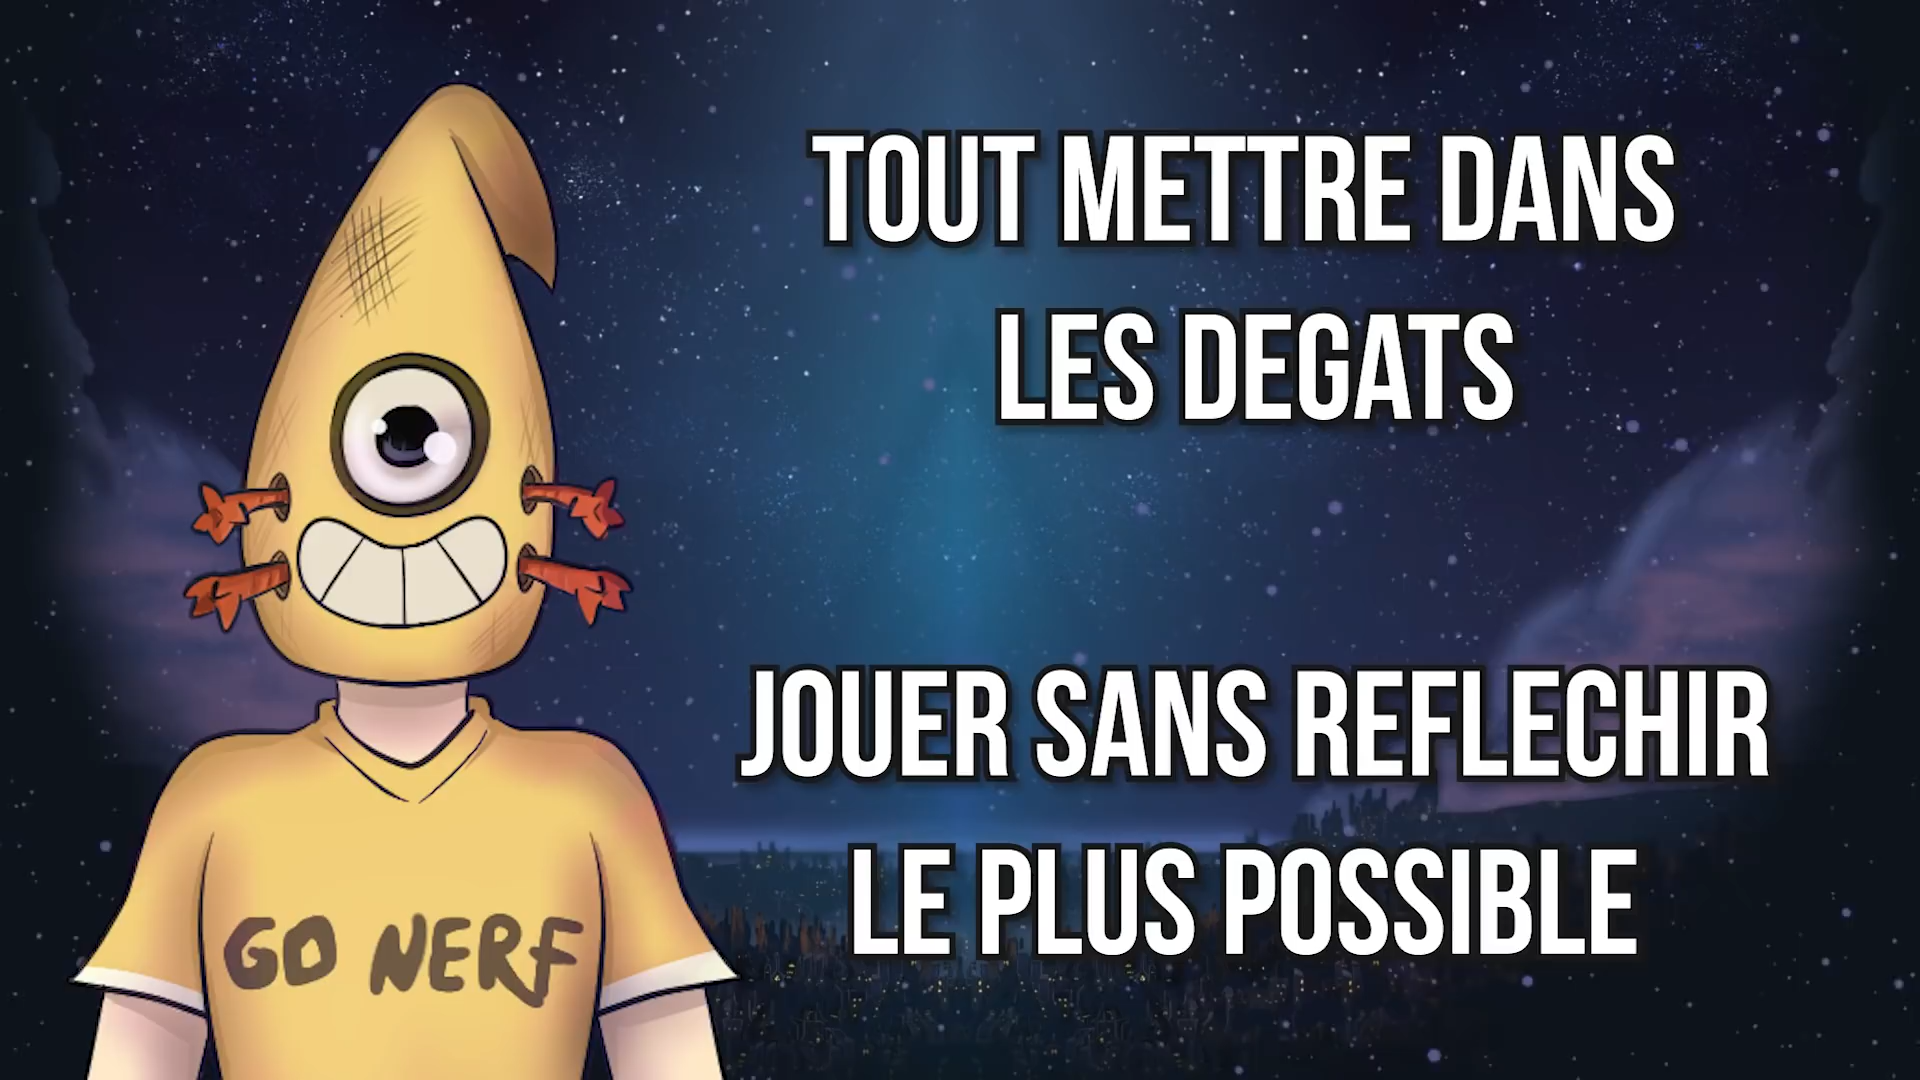 TOUT METTRE DANS
LES DEGATS
JOUER SANS REFLECHIR
LE PLUS POSSIBLE
GO NERF